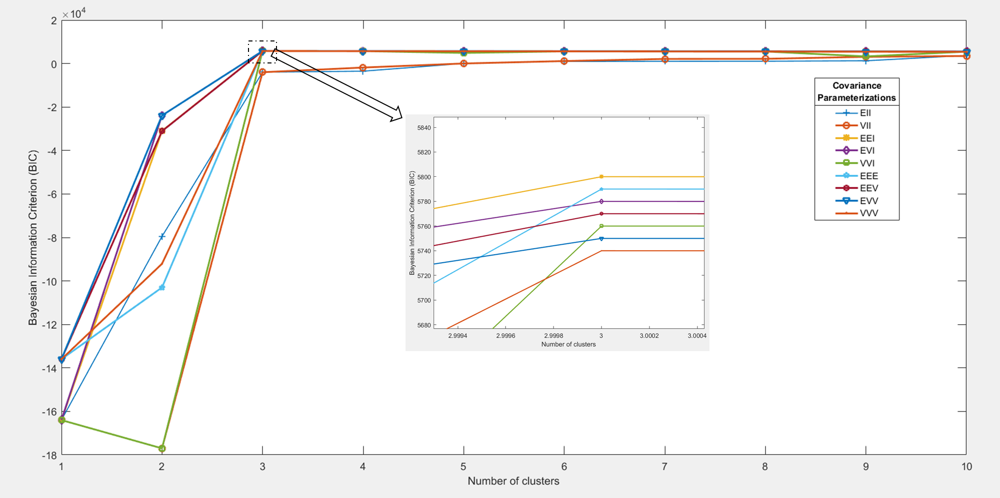 ×10⁴
2
0
-2
-4
-6
-8
-10
-12
-14
-16
-18
Bayesian Information Criterion (BIC)
1 2 3 4 5 6 7 8 9 10
Number of clusters
Covariance
Parameterizations
EII
VII
EEI
EVI
VVI
EEE
EEV
EVV
VVV
5840
5820
5800
5780
5760
5740
5720
5700
5680
Bayesian Information Criterion (BIC)
2.9994 2.9996 2.9998 3 3.0002 3.0004
Number of clusters